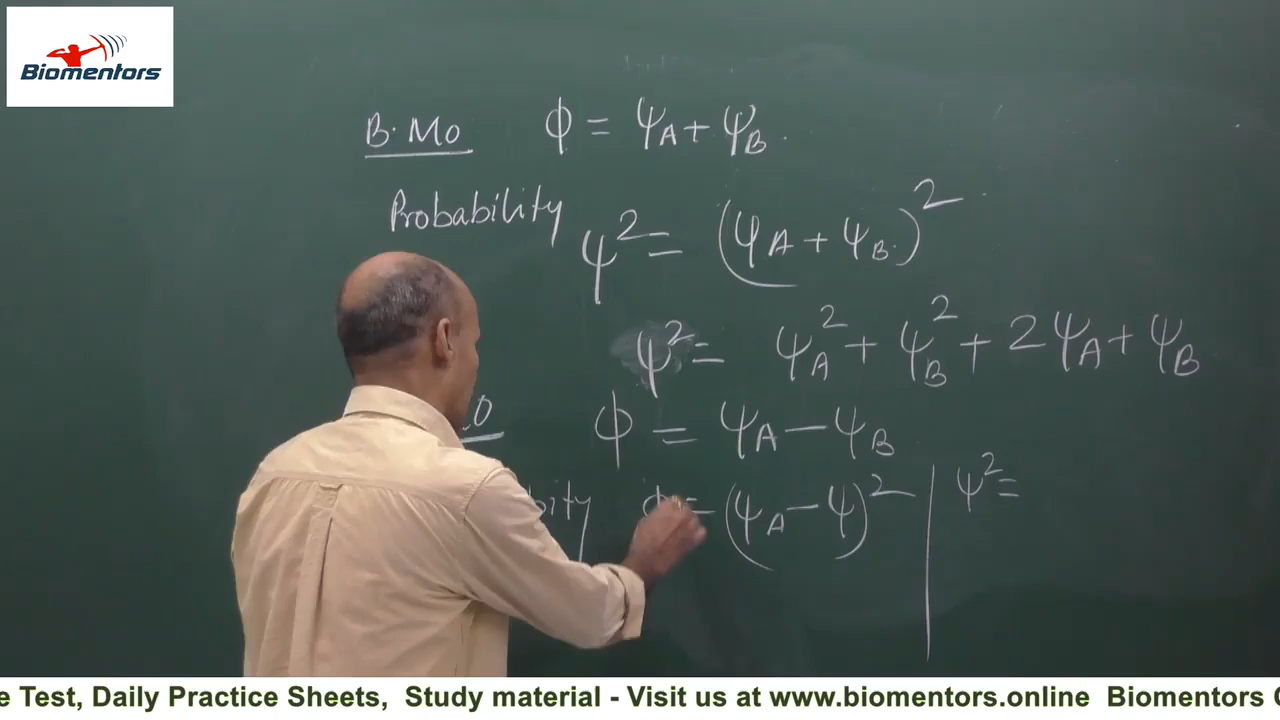 Biomentors
B.Mo ϕ = ψA + ψB.
Probability ψ² = (ψA + ψB.)²
ψ² = ψA² + ψB² + 2ψA + ψB
ϕ = ψA − ψB
= (ψA − ψ)² ψ² =
e Test, Daily Practice Sheets, Study material - Visit us at www.biomentors.online Biomentors